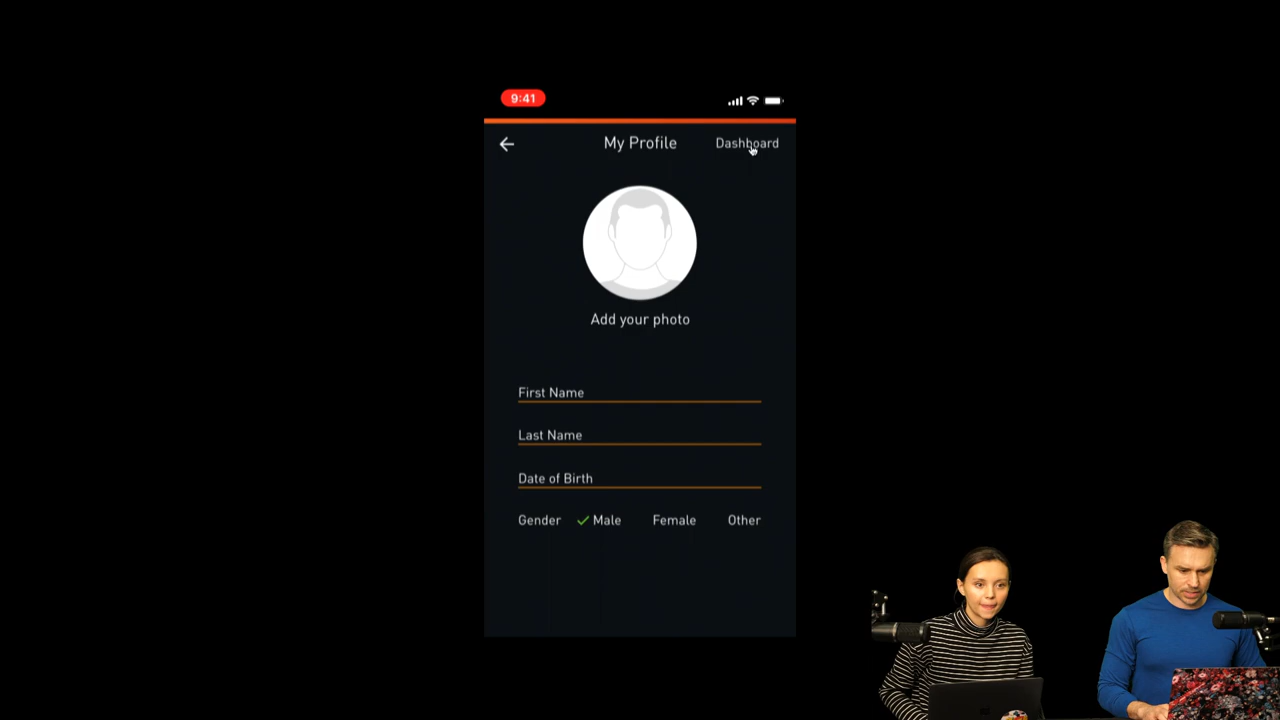 9:41
My Profile
Dashboard
Add your photo
First Name
Last Name
Date of Birth
Gender Male Female Other